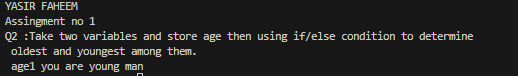 YASIR FAHEEM
Assingment no 1
Q2 :Take two variables and store age then using if/else condition to determine
oldest and youngest among them.
age1 you are young man